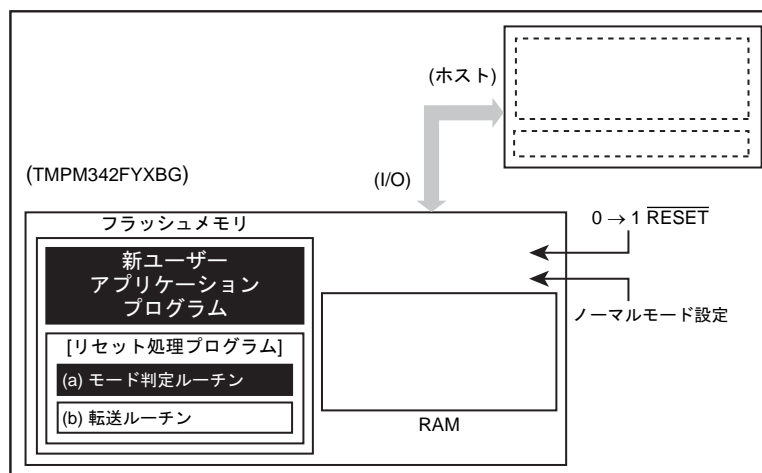 (ホスト)
(TMPM342FYXBG)
(I/O)
フラッシュメモリ
0 → 1 RESET
新ユーザー
アプリケーション
プログラム
ノーマルモード設定
[リセット処理プログラム]
(a) モード判定ルーチン
(b) 転送ルーチン
RAM